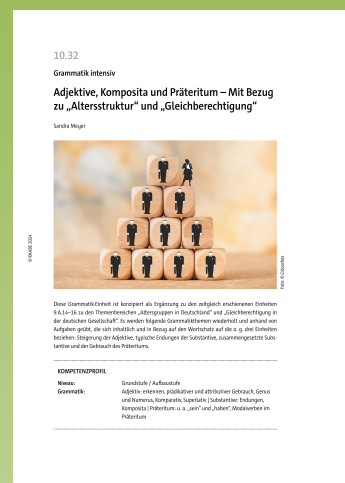 10.32
Grammatik intensiv
Adjektive, Komposita und Präteritum – Mit Bezug
zu „Altersstruktur“ und „Gleichberechtigung“
Sandra Meyer
© RAABE 2024
Foto: © Colourbox
Diese Grammatik-Einheit ist konzipiert als Ergänzung zu den zeitgleich erschienenen Einheiten
9.A.14–16 zu den Themenbereichen „Altersgruppen in Deutschland“ und „Gleichberechtigung in
der deutschen Gesellschaft“. Es werden folgende Grammatikthemen wiederholt und anhand von
Aufgaben geübt, die sich inhaltlich und in Bezug auf den Wortschatz auf die o. g. drei Einheiten
beziehen: Steigerung der Adjektive, typische Endungen der Substantive, zusammengesetzte Subs-
tantive und der Gebrauch des Präteritums.
KOMPETENZPROFIL
Niveau: Grundstufe / Aufbaustufe
Grammatik: Adjektiv: erkennen, prädikativer und attributiver Gebrauch, Genus
und Numerus, Komparativ, Superlativ | Substantive: Endungen,
Komposita | Präteritum: u. a. „sein“ und „haben“, Modalverben im
Präteritum